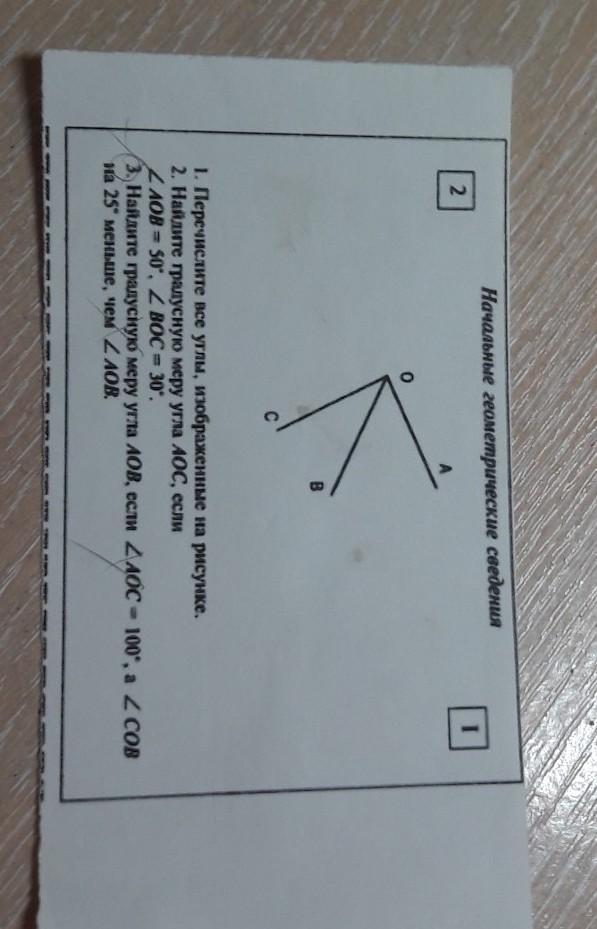 Начальные геометрические сведения
2
1
A
O
B
C
1. Перечислите все углы, изображенные на рисунке.
2. Найдите градусную меру угла AOC, если
∠ AOB = 50°, ∠ BOC = 30°.
3. Найдите градусную меру угла AOB, если ∠ AOC = 100°, а ∠ COB
на 25° меньше, чем ∠ AOB.